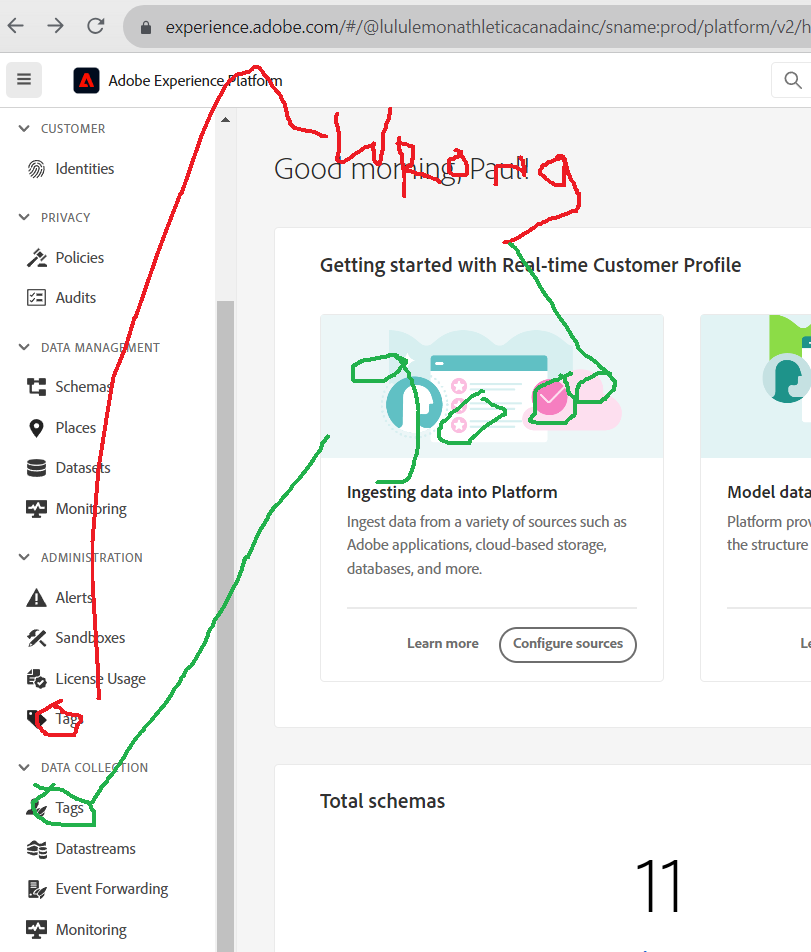 experience.adobe.com/#/@lululemonathleticacanadainc/sname:prod/platform/v2/h
Adobe Experience Platform
CUSTOMER
Identities
PRIVACY
Policies
Audits
DATA MANAGEMENT
Schemas
Places
Datasets
Monitoring
ADMINISTRATION
Alerts
Sandboxes
License Usage
Tags
DATA COLLECTION
Tags
Datastreams
Event Forwarding
Monitoring
Good morning, Paul!
Getting started with Real-time Customer Profile
Ingesting data into Platform
Ingest data from a variety of sources such as
Adobe applications, cloud-based storage,
databases, and more.
Learn more
Configure sources
Model data
Platform prov
the structure
Le
Total schemas
11